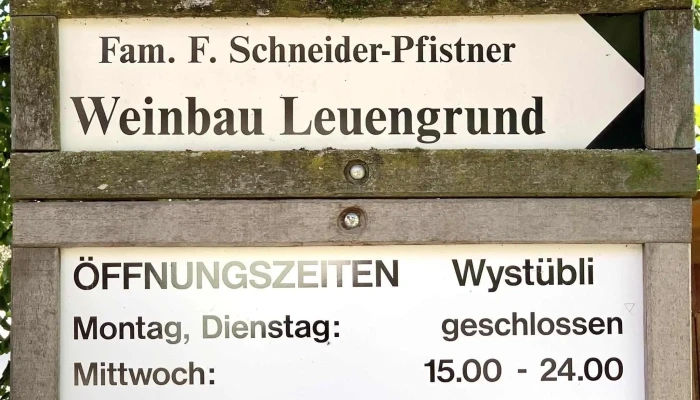 Fam. F. Schneider-Pfistner
Weinbau Leuengrund
ÖFFNUNGSZEITEN Wystübli
Montag, Dienstag: geschlossen
Mittwoch: 15.00 - 24.00